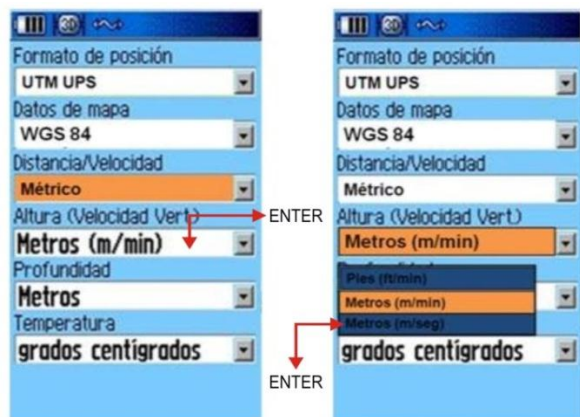 3D
Formato de posición
UTM UPS
Datos de mapa
WGS 84
Distancia/Velocidad
Métrico
Altura (Velocidad Vert.)
Metros (m/min)
Profundidad
Metros
Temperatura
grados centígrados
ENTER
ENTER
3D
Formato de posición
UTM UPS
Datos de mapa
WGS 84
Distancia/Velocidad
Métrico
Altura (Velocidad Vert.)
Metros (m/min)
Pies (ft/min)
Metros (m/min)
Metros (m/seg)
grados centígrados